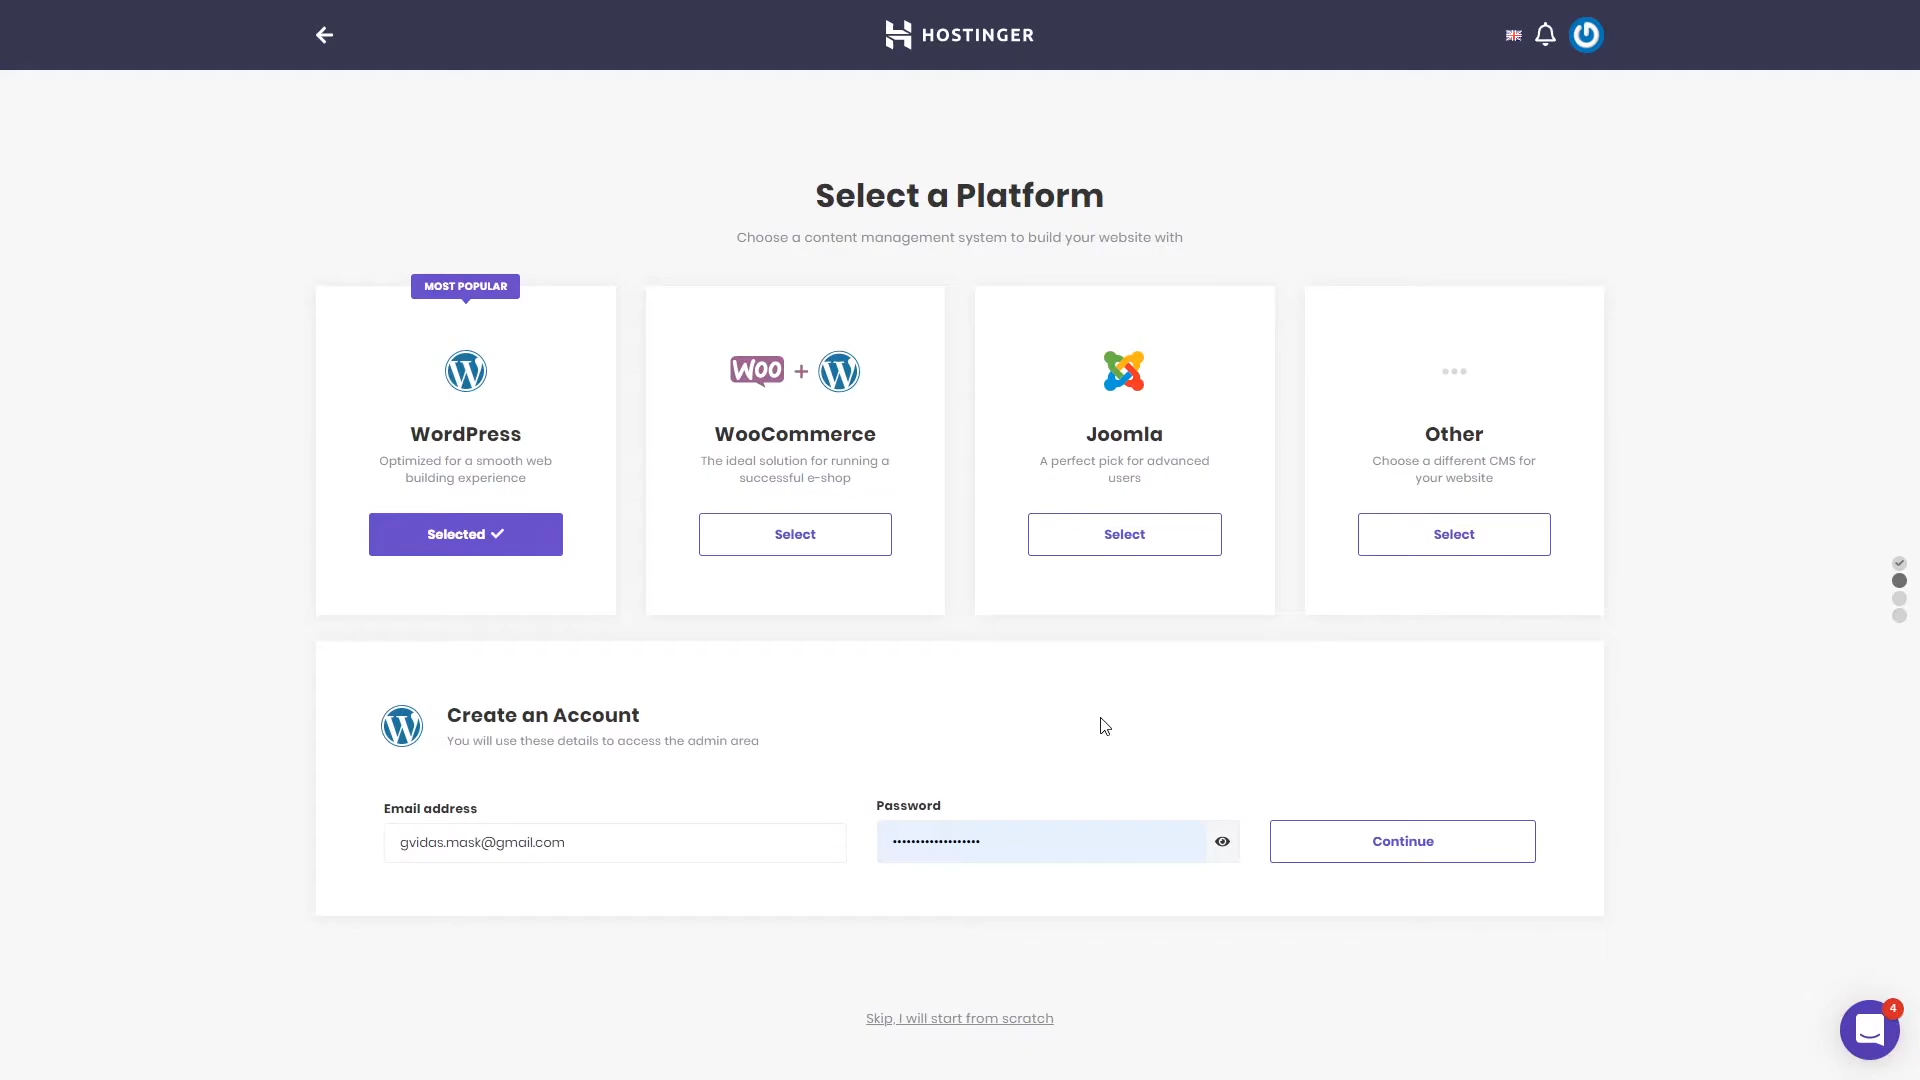 HOSTINGER
Select a Platform
Choose a content management system to build your website with
MOST POPULAR
WordPress
Optimized for a smooth web
building experience
Selected
WOO +
WooCommerce
The ideal solution for running a
successful e-shop
Select
Joomla
A perfect pick for advanced
users
Select
Other
Choose a different CMS for
your website
Select
Create an Account
You will use these details to access the admin area
Email address
gvidas.mask@gmail.com
Password
Continue
Skip, I will start from scratch
4